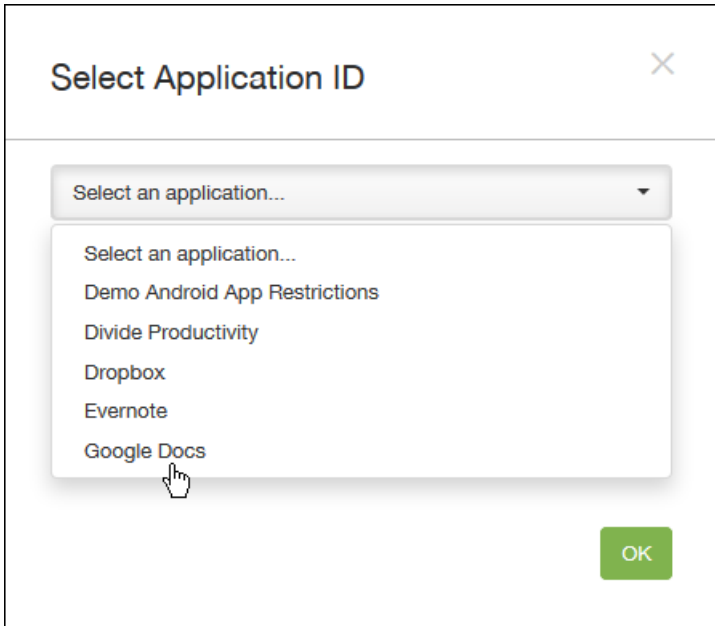 Select Application ID
Select an application...
Select an application...
Demo Android App Restrictions
Divide Productivity
Dropbox
Evernote
Google Docs
OK